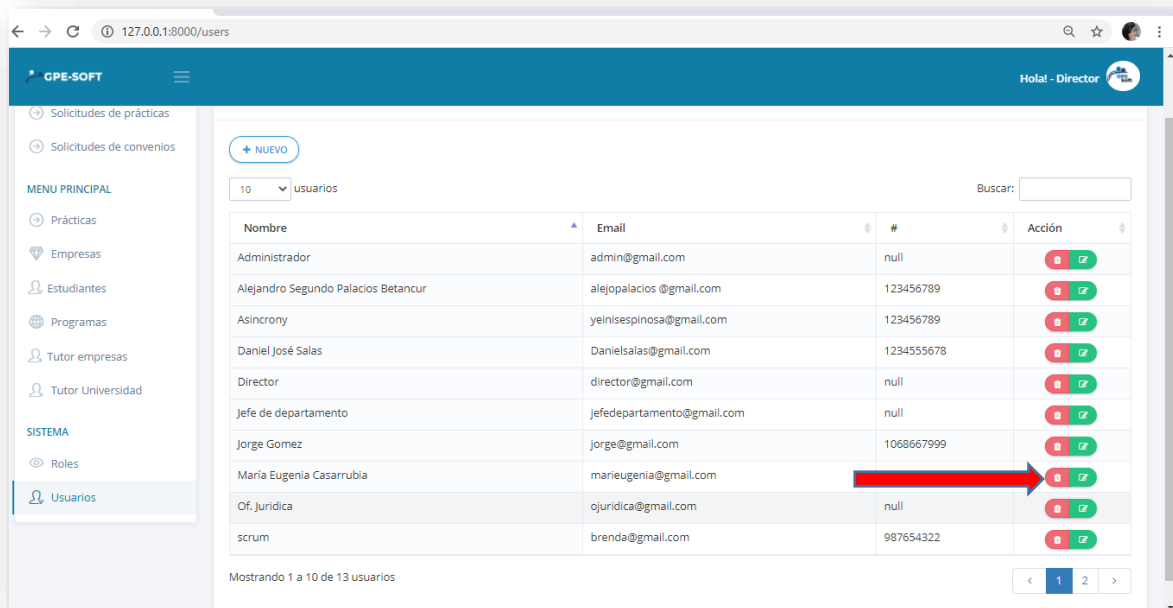 127.0.0.1:8000/users
GPE-SOFT
Hola! - Director
Solicitudes de prácticas
Solicitudes de convenios
MENU PRINCIPAL
Prácticas
Empresas
Estudiantes
Programas
Tutor empresas
Tutor Universidad
SISTEMA
Roles
Usuarios
+ NUEVO
10 usuarios Buscar:
Nombre Email # Acción
Administrador admin@gmail.com null
Alejandro Segundo Palacios Betancur alejopalacios @gmail.com 123456789
Asincrony yeinisespinosa@gmail.com 123456789
Daniel José Salas Danielsalas@gmail.com 1234555678
Director director@gmail.com null
Jefe de departamento jefedepartamento@gmail.com null
Jorge Gomez jorge@gmail.com 1068667999
María Eugenia Casarrubia marieugenia@gmail.com
Of. Juridica ojuridica@gmail.com null
scrum brenda@gmail.com 987654322
Mostrando 1 a 10 de 13 usuarios
1 2